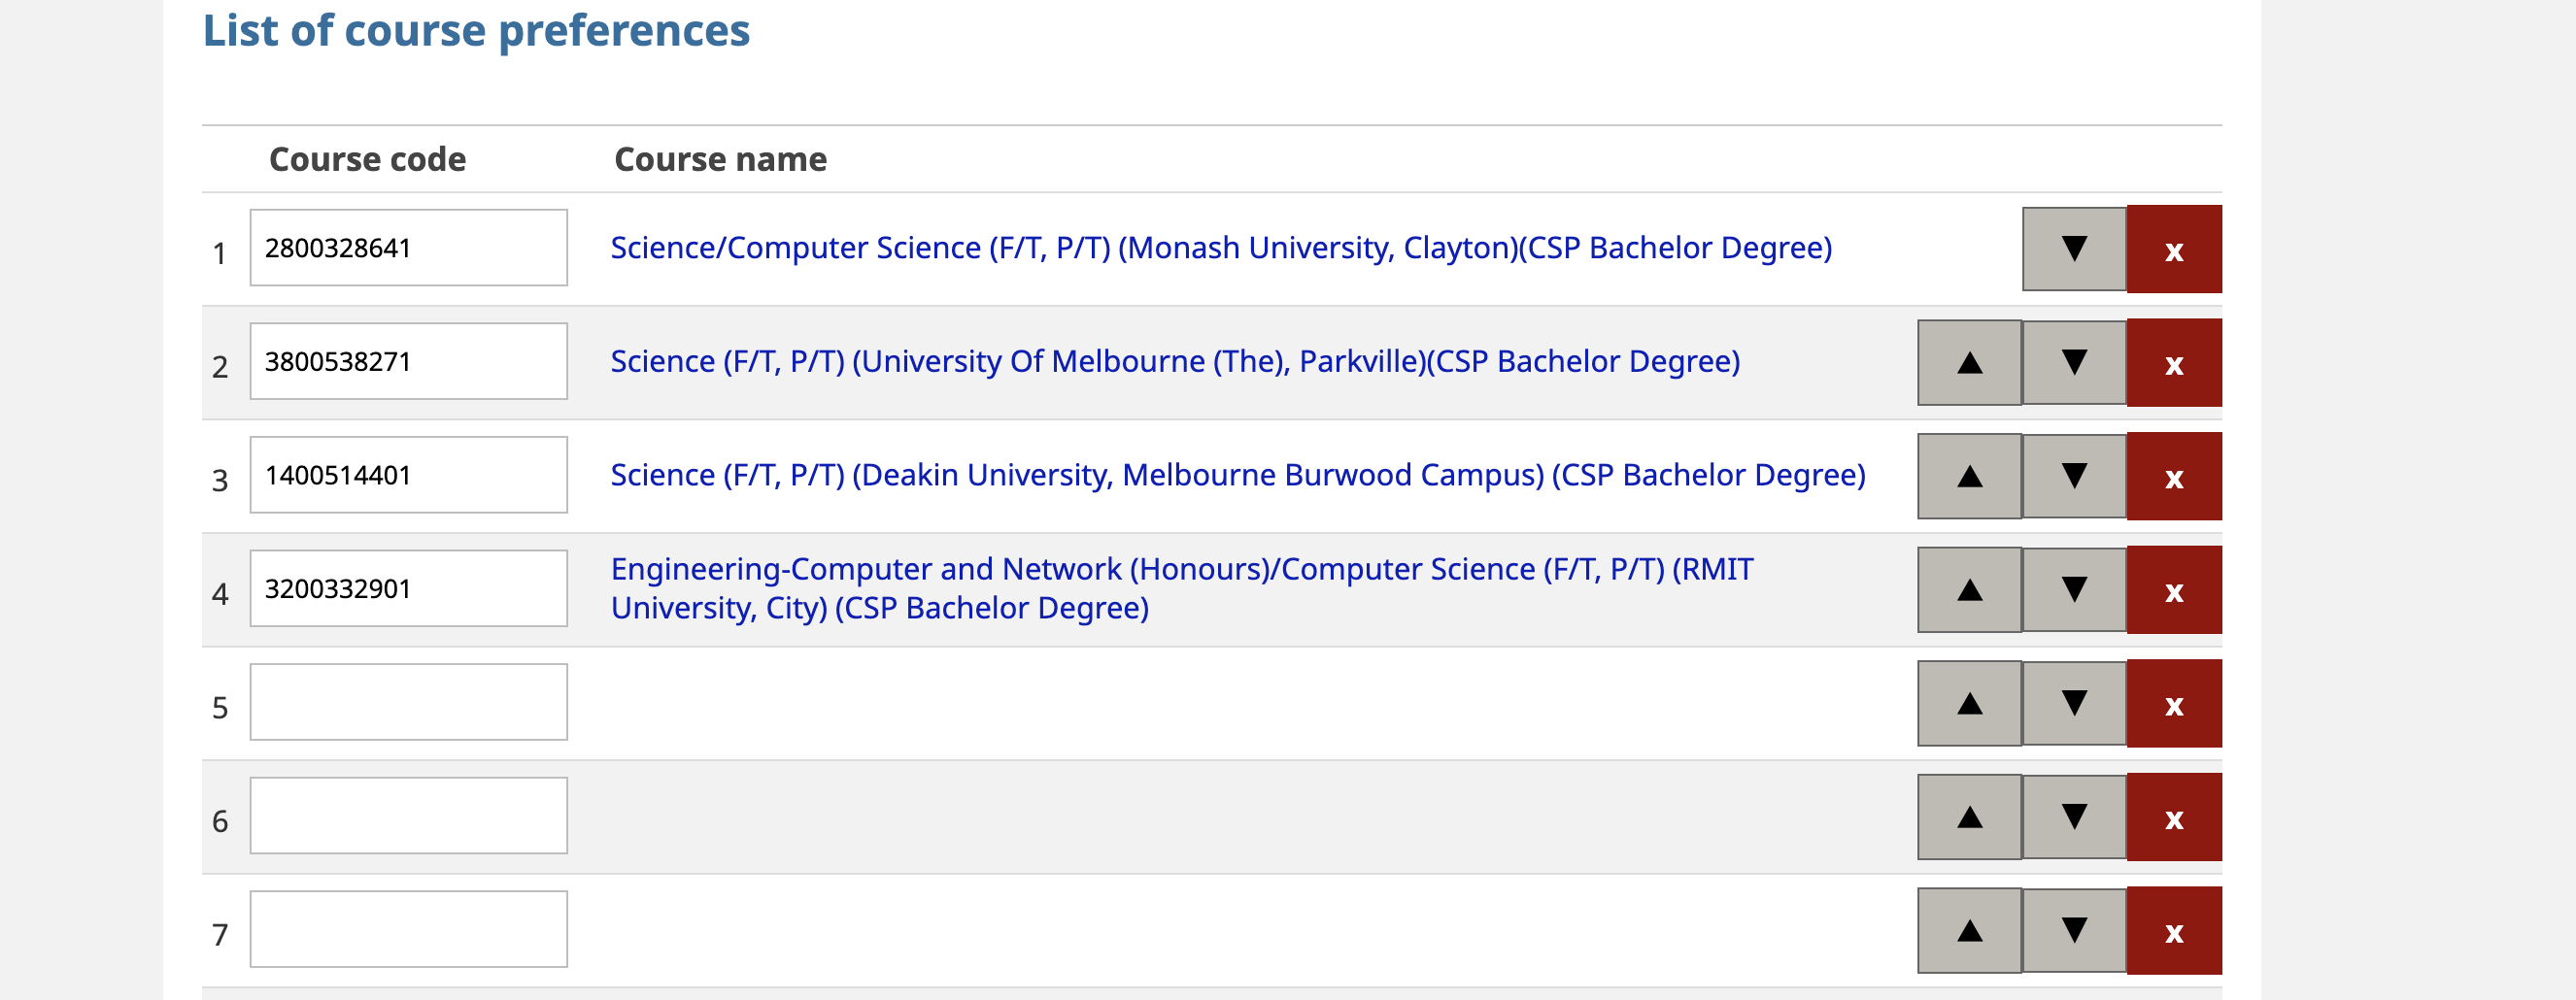 List of course preferences
Course code Course name
1 2800328641 Science/Computer Science (F/T, P/T) (Monash University, Clayton)(CSP Bachelor Degree) ▼ x
2 3800538271 Science (F/T, P/T) (University Of Melbourne (The), Parkville)(CSP Bachelor Degree) ▲ ▼ x
3 1400514401 Science (F/T, P/T) (Deakin University, Melbourne Burwood Campus) (CSP Bachelor Degree) ▲ ▼ x
4 3200332901 Engineering-Computer and Network (Honours)/Computer Science (F/T, P/T) (RMIT
University, City) (CSP Bachelor Degree) ▲ ▼ x
5 ▲ ▼ x
6 ▲ ▼ x
7 ▲ ▼ x